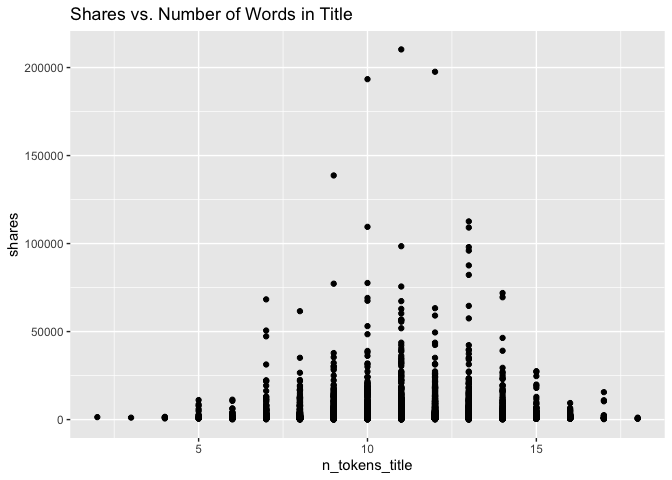 Shares vs. Number of Words in Title
200000
150000
100000
50000
0
shares
5 10 15
n_tokens_title